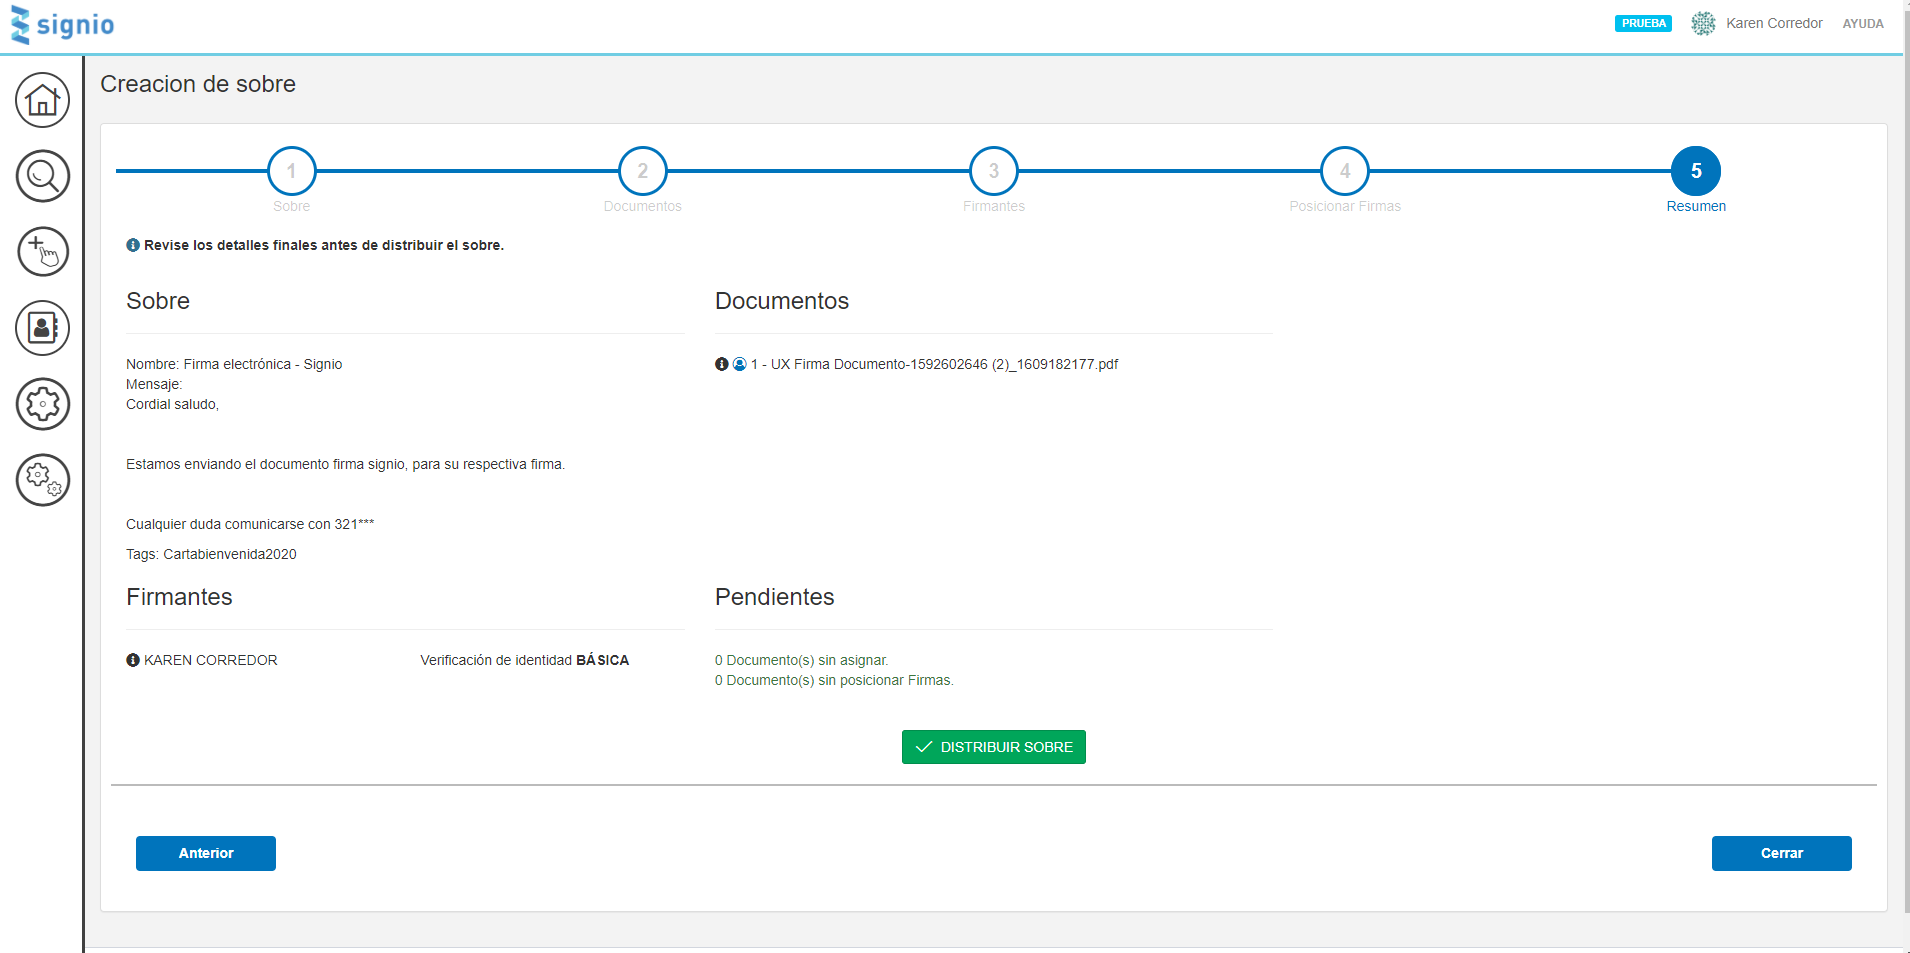 signio
PRUEBA
Karen Corredor
AYUDA
Creacion de sobre
1
2
3
4
5
Sobre
Documentos
Firmantes
Posicionar Firmas
Resumen
Revise los detalles finales antes de distribuir el sobre.
Sobre
Nombre: Firma electrónica - Signio
Mensaje:
Cordial saludo,
Estamos enviando el documento firma signio, para su respectiva firma.
Cualquier duda comunicarse con 321***
Tags: Cartabienvenida2020
Documentos
1 - UX Firma Documento-1592602646 (2)_1609182177.pdf
Firmantes
KAREN CORREDOR
Verificación de identidad BÁSICA
Pendientes
0 Documento(s) sin asignar.
0 Documento(s) sin posicionar Firmas.
DISTRIBUIR SOBRE
Anterior
Cerrar